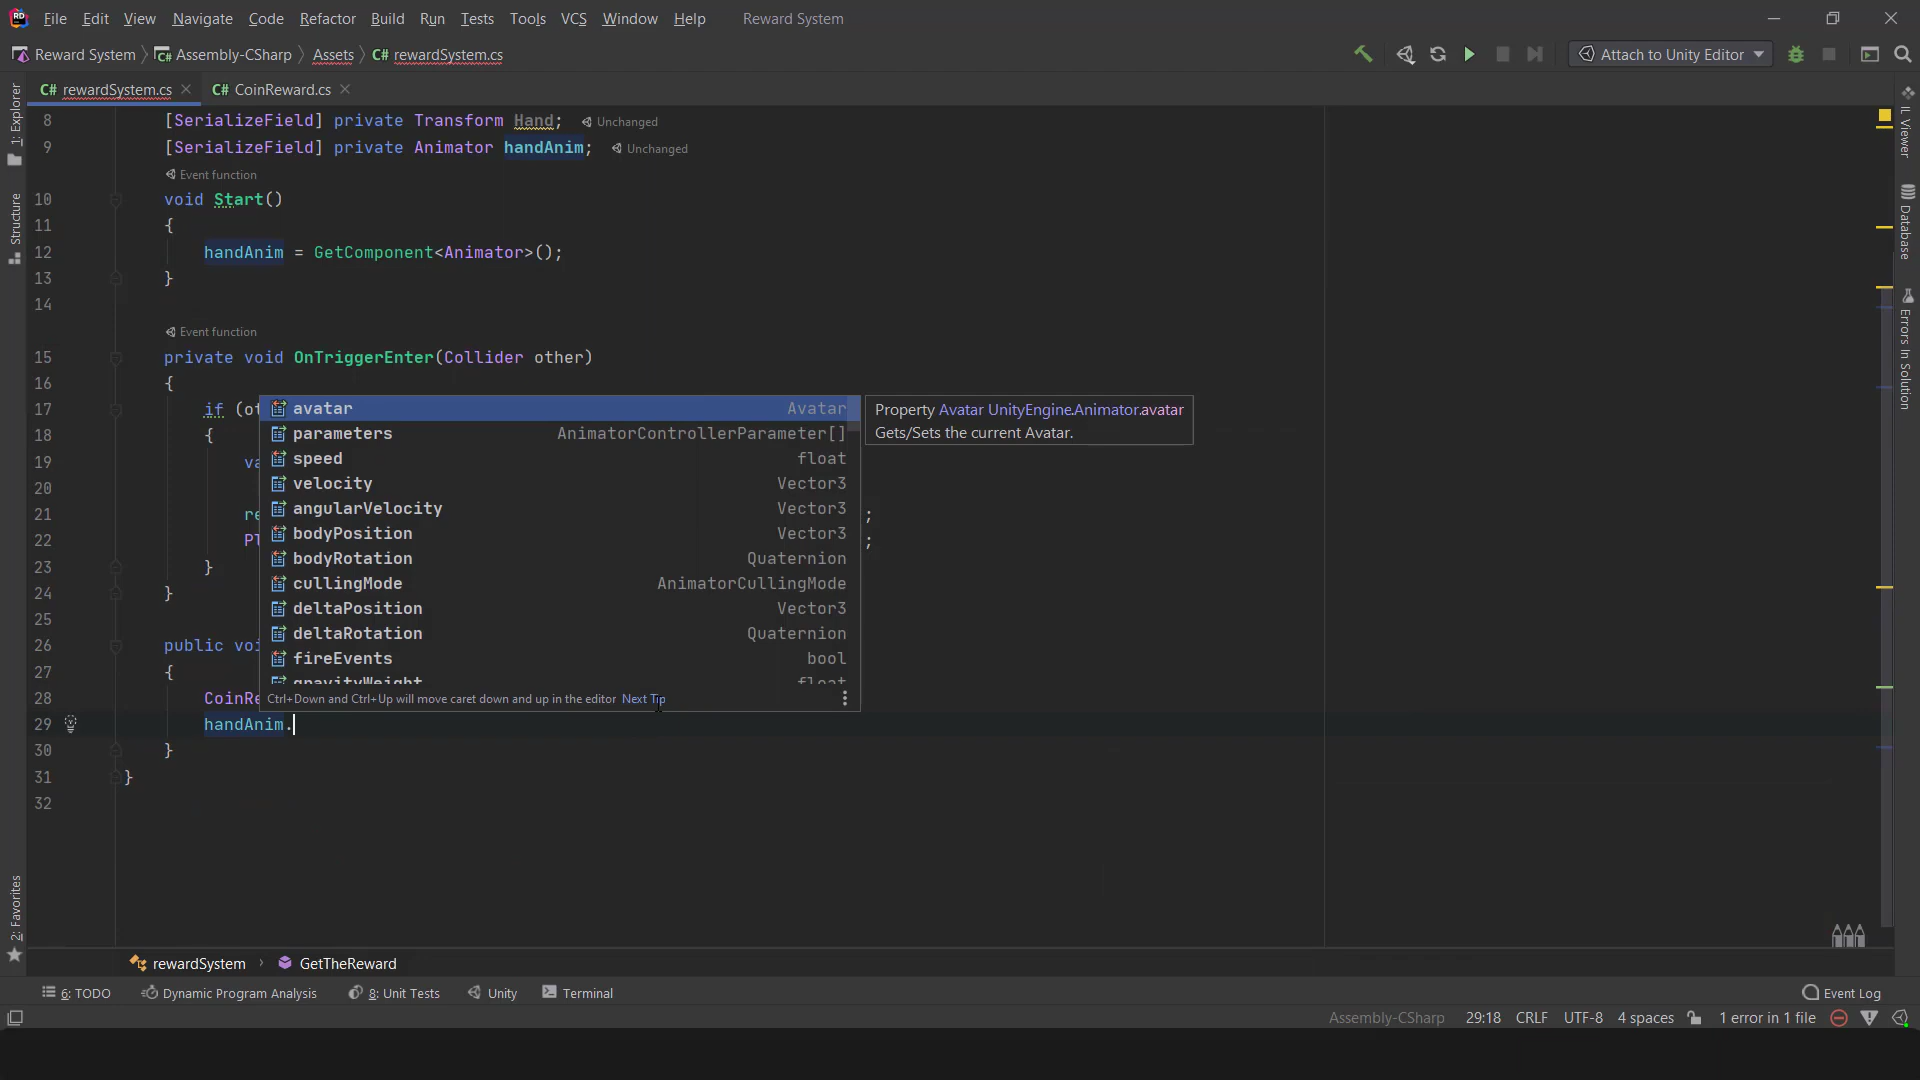 File Edit View Navigate Code Refactor Build Run Tests Tools VCS Window Help Reward System
Reward System Assembly-CSharp Assets C# rewardSystem.cs Attach to Unity Editor
C# rewardSystem.cs C# CoinReward.cs
1: Explorer
Structure
2: Favorites
8 [SerializeField] private Transform Hand; Unchanged
9 [SerializeField] private Animator handAnim; Unchanged
Event function
10 void Start()
11 {
12 handAnim = GetComponent<Animator>();
13 }
14
Event function
15 private void OnTriggerEnter(Collider other)
16 {
17 if (ot
18 {
19 va
20
21 re ;
22 Pl ;
23 }
24 }
25
26 public voi
27 {
28 CoinRe
29 handAnim.
30 }
31 }
32
avatar Avatar
parameters AnimatorControllerParameter[]
speed float
velocity Vector3
angularVelocity Vector3
bodyPosition Vector3
bodyRotation Quaternion
cullingMode AnimatorCullingMode
deltaPosition Vector3
deltaRotation Quaternion
fireEvents bool
gravityWeight float
Ctrl+Down and Ctrl+Up will move caret down and up in the editor Next Tip
Property Avatar UnityEngine.Animator.avatar
Gets/Sets the current Avatar.
IL Viewer
Database
Errors In Solution
rewardSystem GetTheReward
6: TODO Dynamic Program Analysis 8: Unit Tests Unity Terminal Event Log
Assembly-CSharp 29:18 CRLF UTF-8 4 spaces 1 error in 1 file